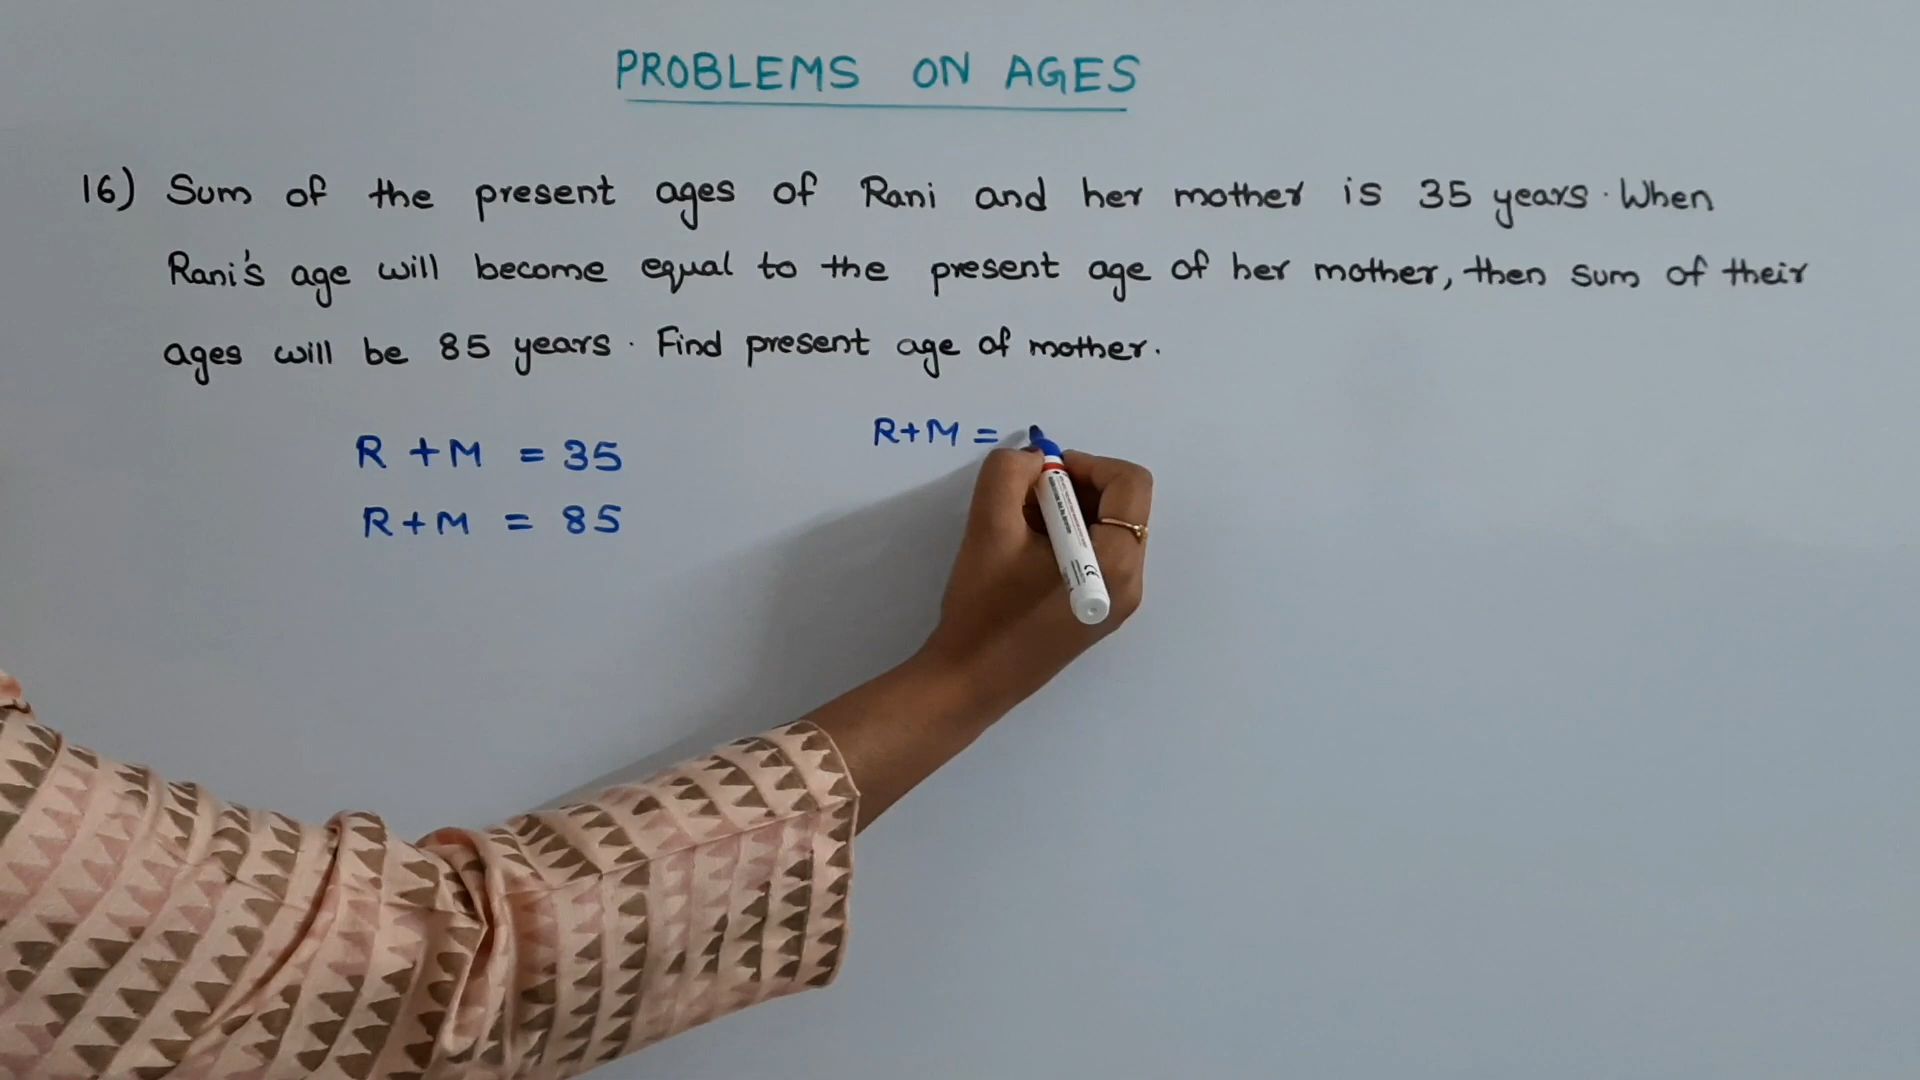 PROBLEMS ON AGES
16) Sum of the present ages of Rani and her mother is 35 years. When
Rani's age will become equal to the present age of her mother, then sum of their
ages will be 85 years. Find present age of mother.
R + M = 35
R + M = 85
R + M =
CE